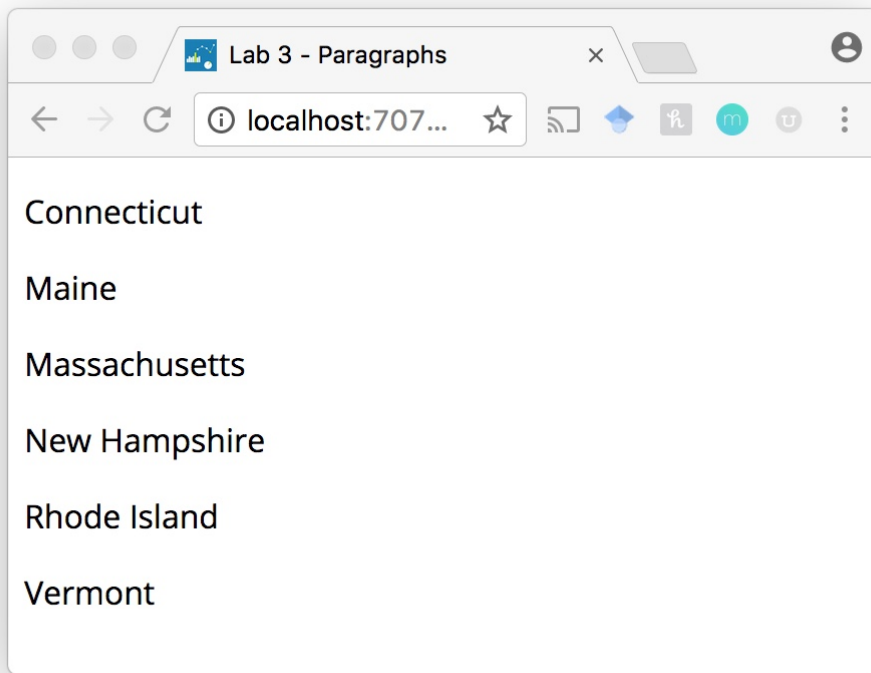 Lab 3 - Paragraphs
localhost:707...
h
m
U
Connecticut
Maine
Massachusetts
New Hampshire
Rhode Island
Vermont